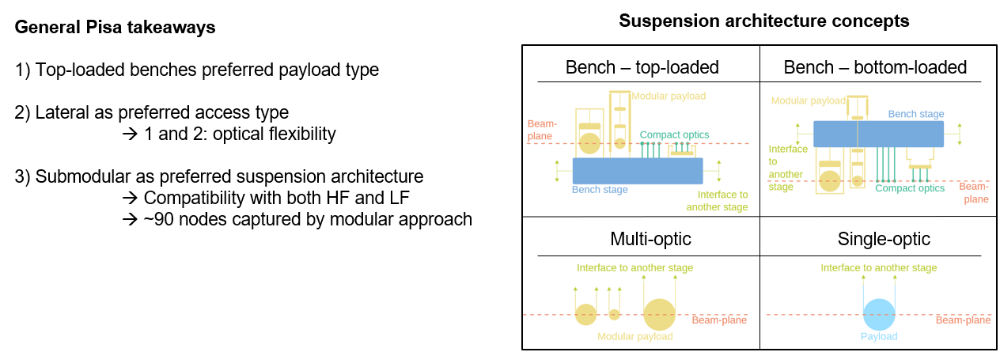 General Pisa takeaways
1) Top-loaded benches preferred payload type
2) Lateral as preferred access type
→ 1 and 2: optical flexibility
3) Submodular as preferred suspension architecture
→ Compatibility with both HF and LF
→ ~90 nodes captured by modular approach
Suspension architecture concepts
Bench – top-loaded
Modular payload
Beam-
plane
Compact optics
Bench stage
Interface to
another stage
Bench – bottom-loaded
Modular payload
Bench stage
Interface
to
another
stage
Compact optics
Beam-
plane
Multi-optic
Interface to another stage
Beam-plane
Modular payload
Single-optic
Interface to another stage
Beam-plane
Payload